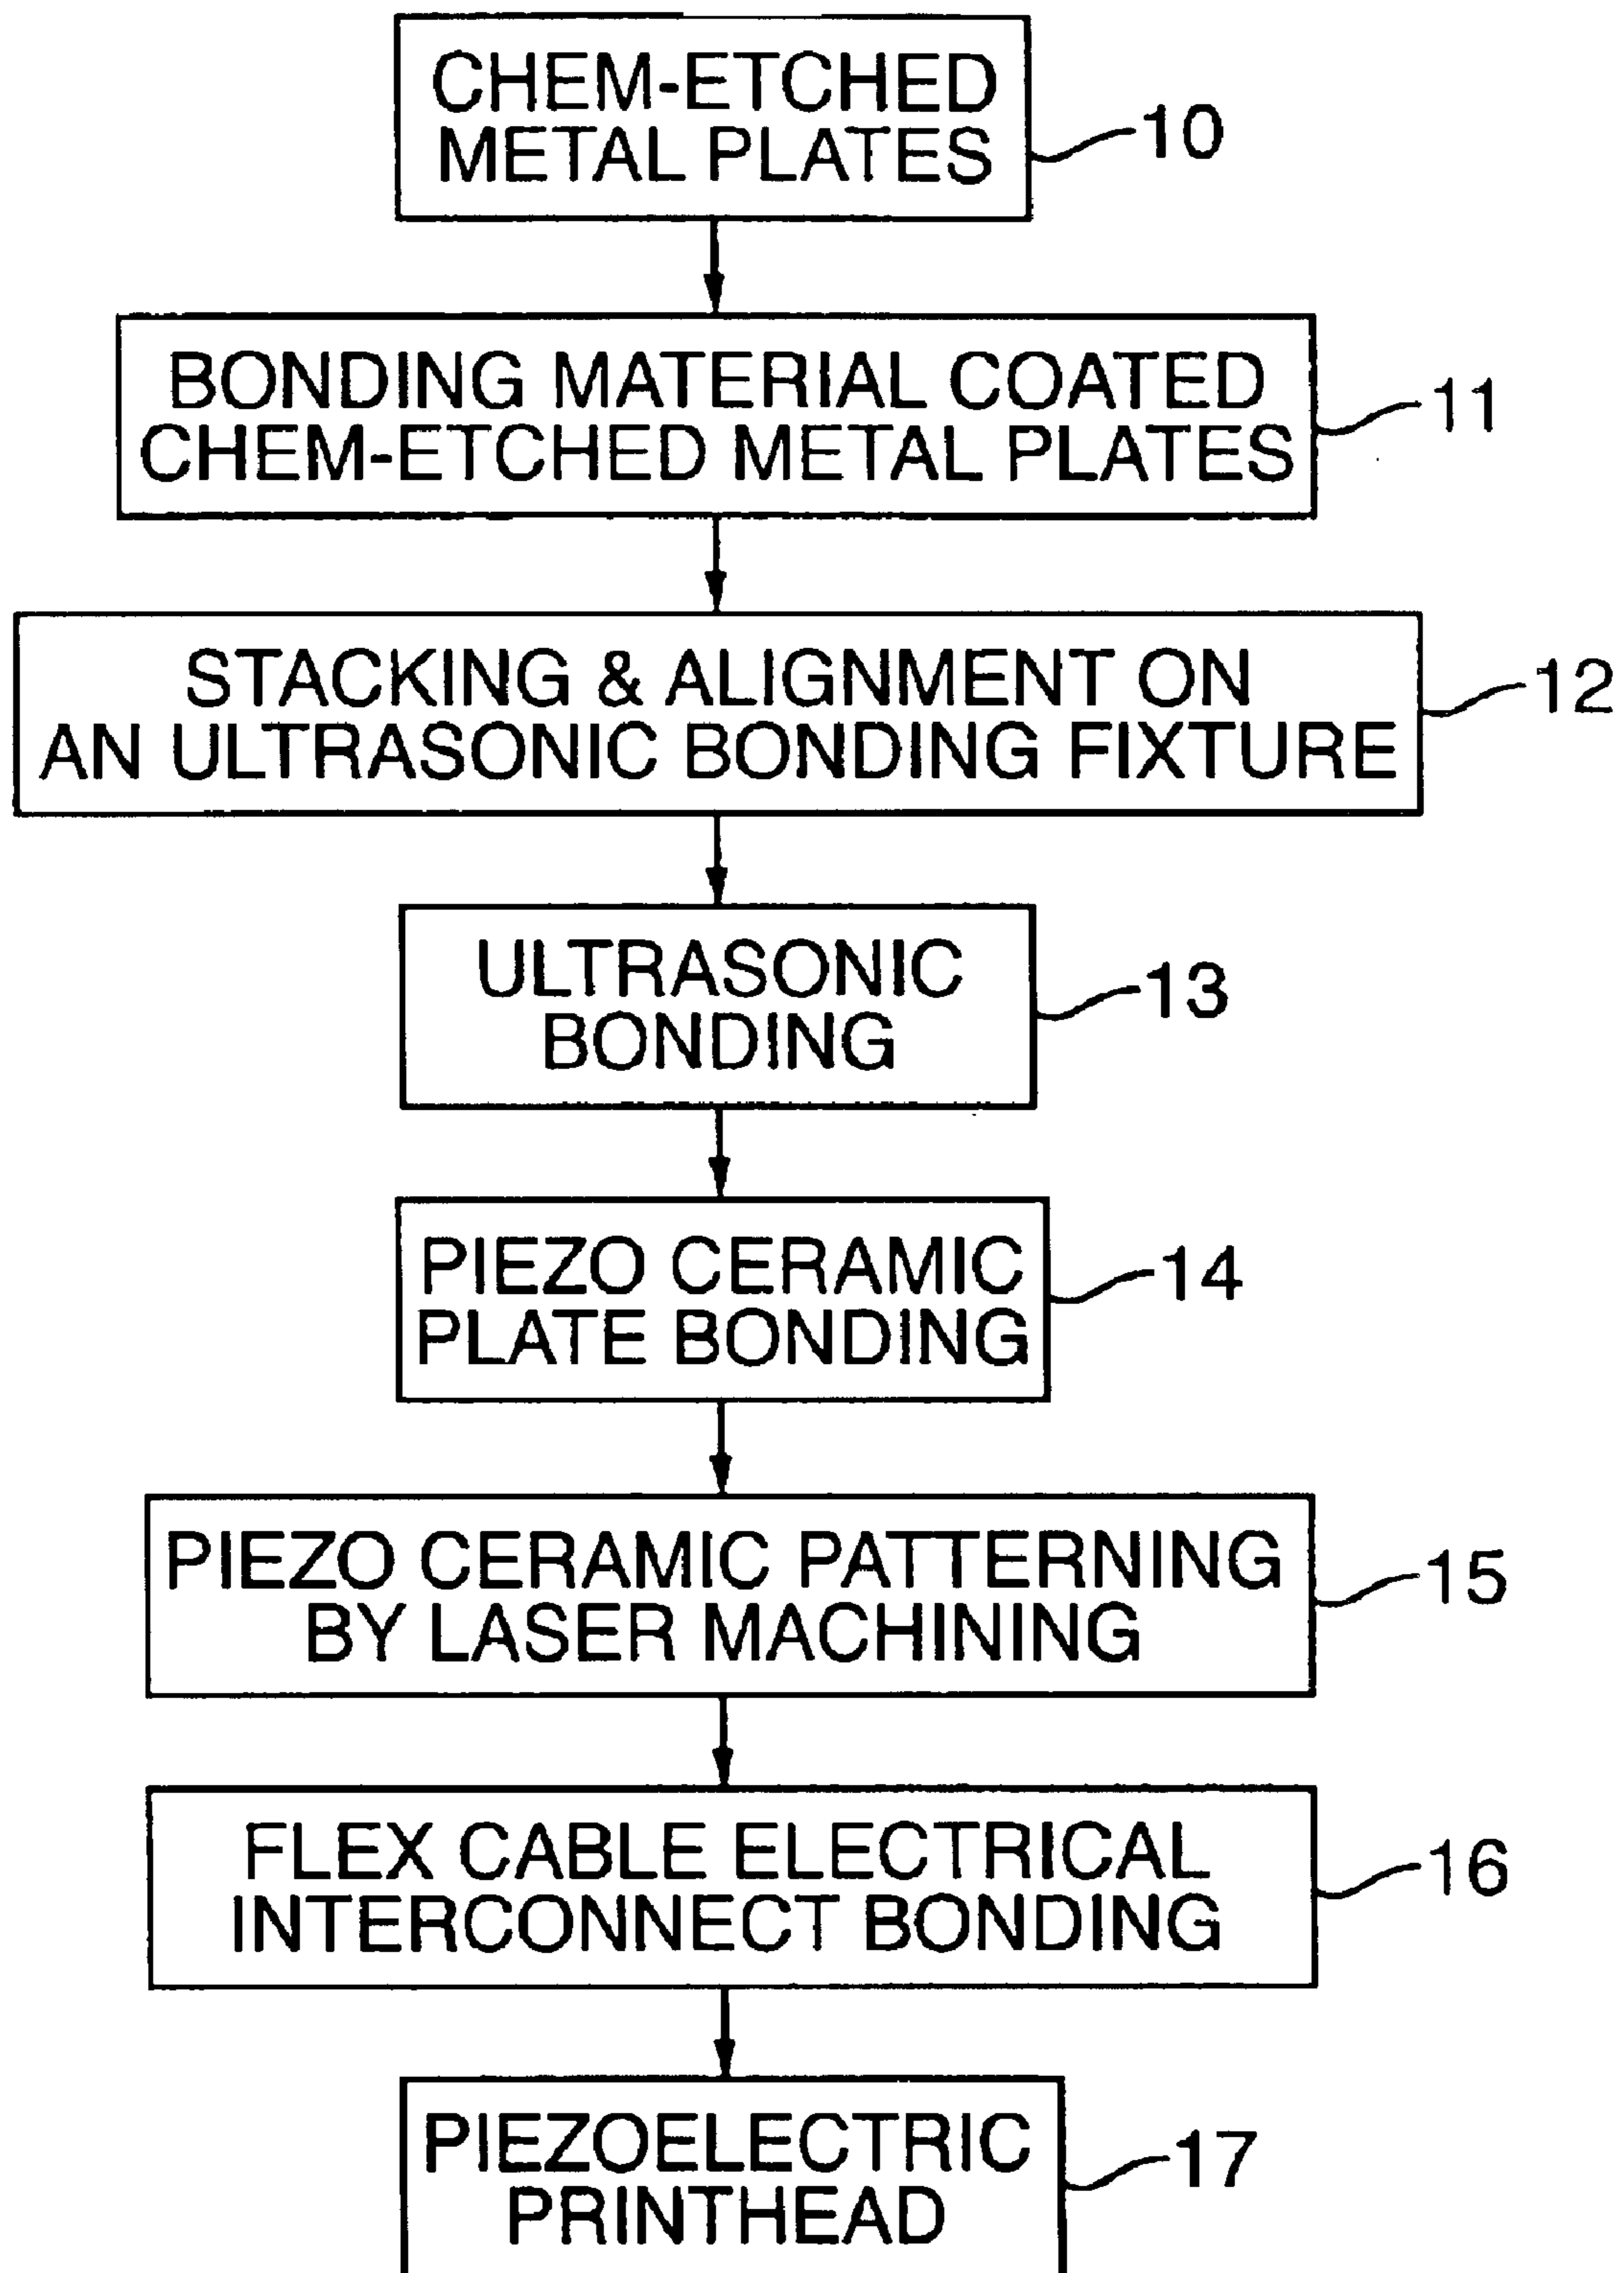 CHEM-ETCHED
METAL PLATES
10
BONDING MATERIAL COATED
CHEM-ETCHED METAL PLATES
11
STACKING & ALIGNMENT ON
AN ULTRASONIC BONDING FIXTURE
12
ULTRASONIC
BONDING
13
PIEZO CERAMIC
PLATE BONDING
14
PIEZO CERAMIC PATTERNING
BY LASER MACHINING
15
FLEX CABLE ELECTRICAL
INTERCONNECT BONDING
16
PIEZOELECTRIC
PRINTHEAD
17